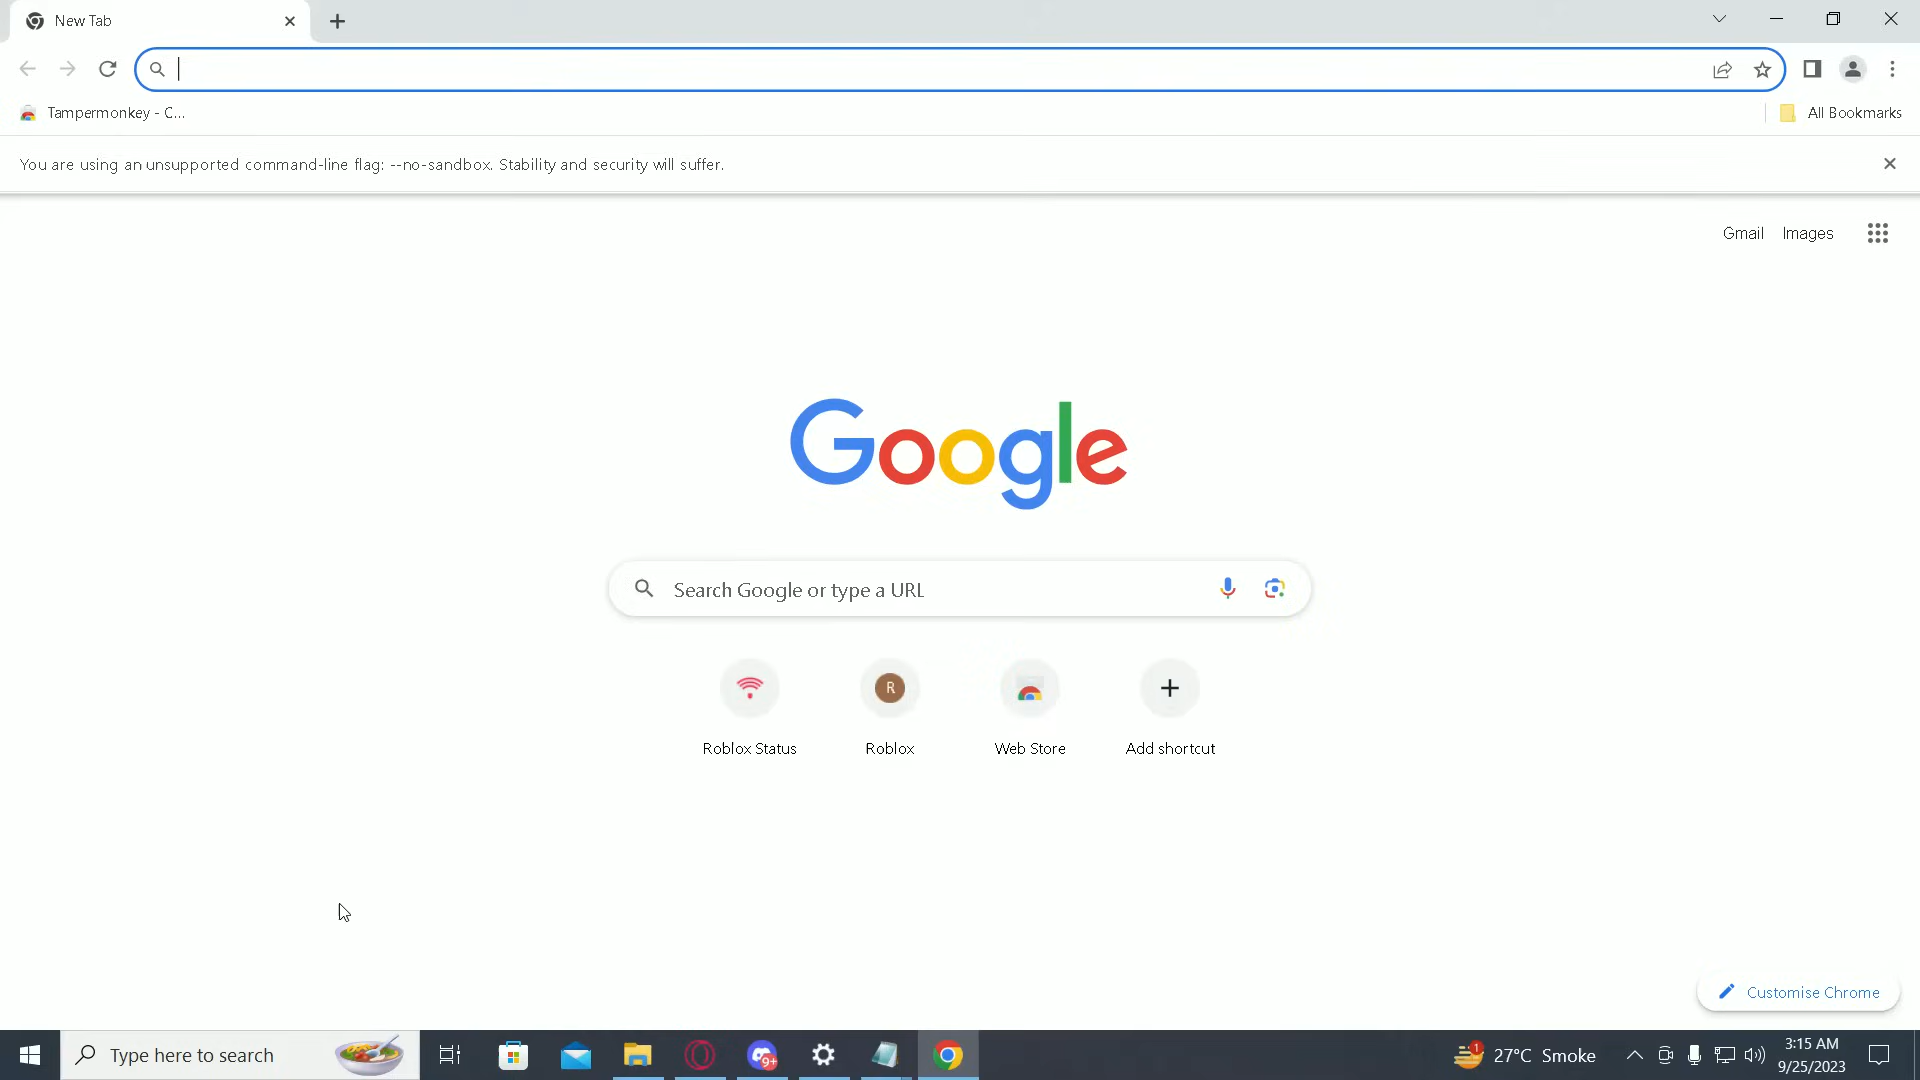 New Tab
Tampermonkey - C...
All Bookmarks
You are using an unsupported command-line flag: --no-sandbox. Stability and security will suffer.
Gmail Images
Google
Search Google or type a URL
R
Roblox Status Roblox Web Store Add shortcut
Customise Chrome
Type here to search
9+
1
27°C Smoke
3:15 AM
9/25/2023